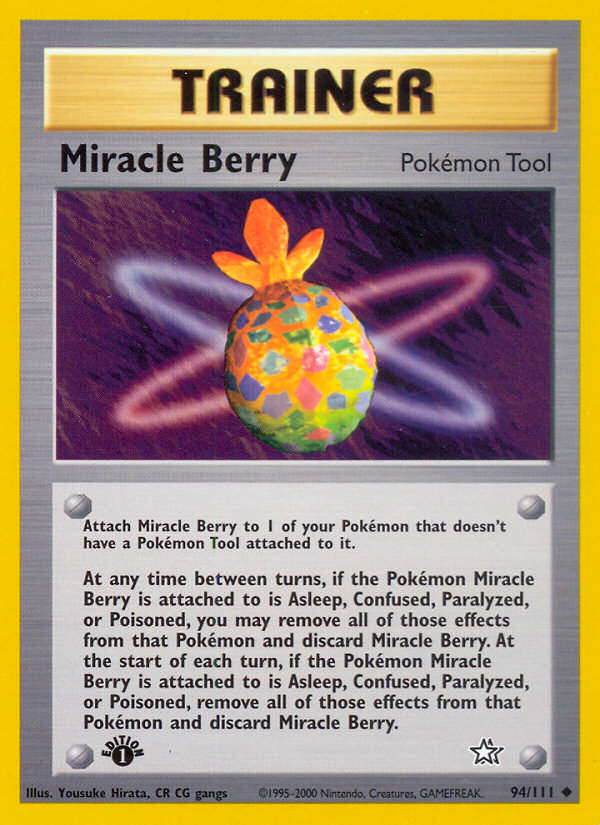 TRAINER
Miracle Berry
Pokémon Tool
Attach Miracle Berry to 1 of your Pokémon that doesn't
have a Pokémon Tool attached to it.
At any time between turns, if the Pokémon Miracle
Berry is attached to is Asleep, Confused, Paralyzed,
or Poisoned, you may remove all of those effects
from that Pokémon and discard Miracle Berry. At
the start of each turn, if the Pokémon Miracle
Berry is attached to is Asleep, Confused, Paralyzed,
or Poisoned, remove all of those effects from that
Pokémon and discard Miracle Berry.
EDITION
1
Illus. Yousuke Hirata, CR CG gangs
©1995-2000 Nintendo, Creatures, GAMEFREAK.
94/111